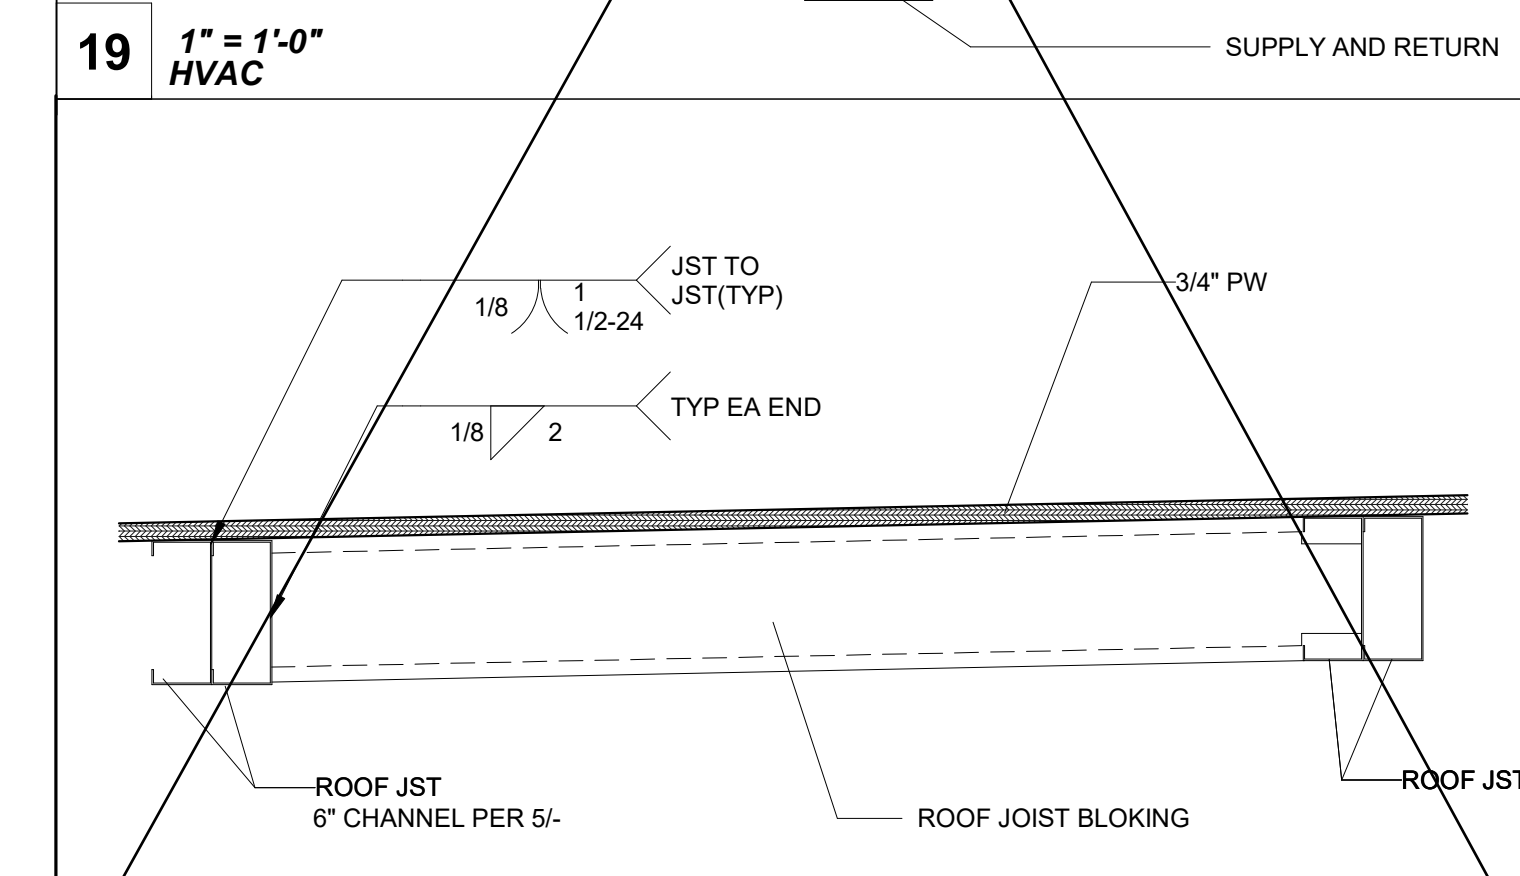 19
1" = 1'-0"
HVAC
SUPPLY AND RETURN
JST TO
JST(TYP)
1/8
1
1/2-24
3/4" PW
TYP EA END
1/8
2
ROOF JST
6" CHANNEL PER 5/-
ROOF JOIST BLOKING
ROOF JST